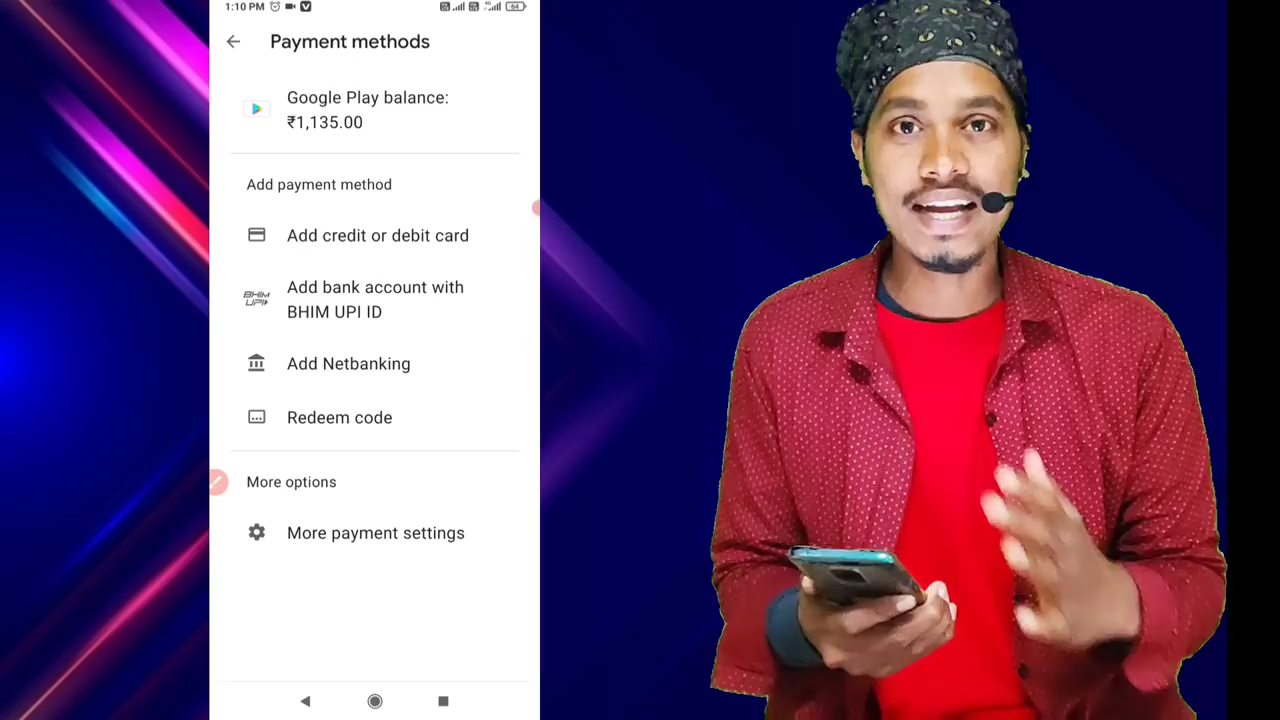 1:10 PM
64
Payment methods
Google Play balance:
₹1,135.00
Add payment method
Add credit or debit card
BHIM
UPI
Add bank account with
BHIM UPI ID
Add Netbanking
Redeem code
More options
More payment settings